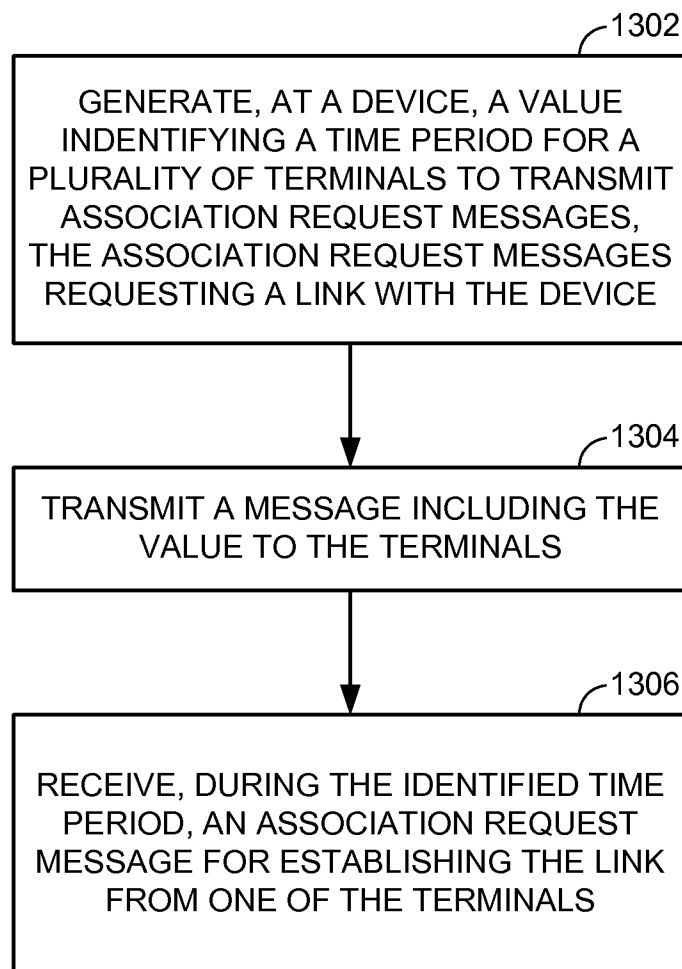 1302
GENERATE, AT A DEVICE, A VALUE
INDENTIFYING A TIME PERIOD FOR A
PLURALITY OF TERMINALS TO TRANSMIT
ASSOCIATION REQUEST MESSAGES,
THE ASSOCIATION REQUEST MESSAGES
REQUESTING A LINK WITH THE DEVICE
1304
TRANSMIT A MESSAGE INCLUDING THE
VALUE TO THE TERMINALS
1306
RECEIVE, DURING THE IDENTIFIED TIME
PERIOD, AN ASSOCIATION REQUEST
MESSAGE FOR ESTABLISHING THE LINK
FROM ONE OF THE TERMINALS